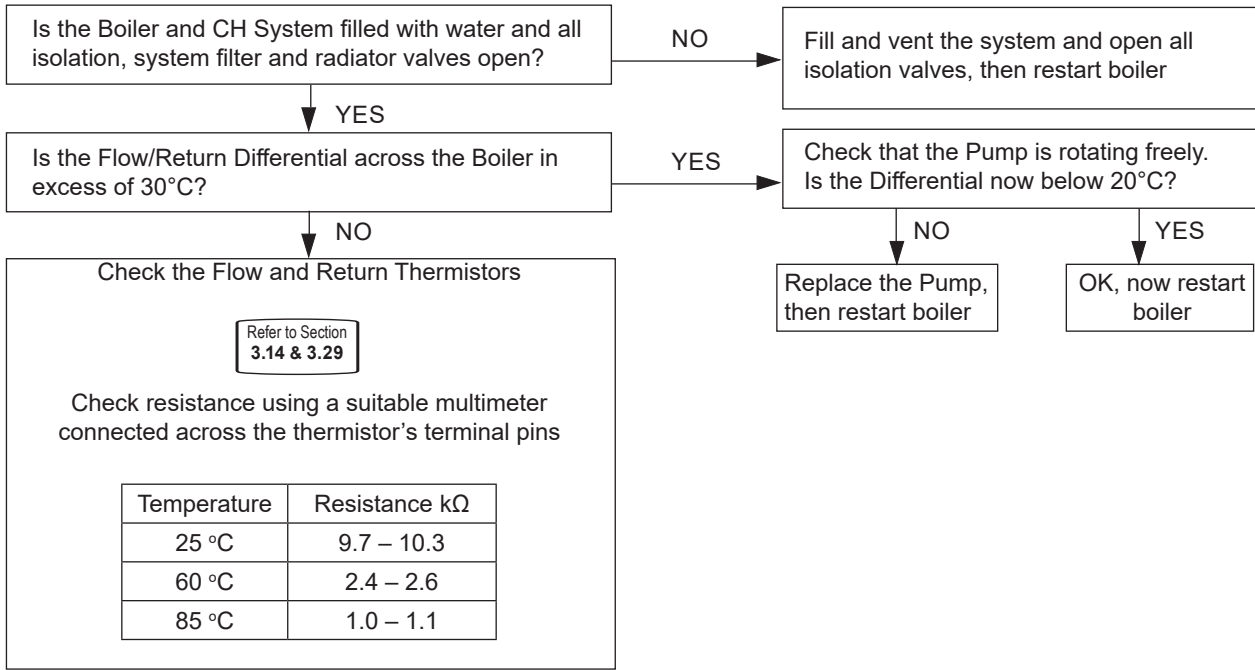 Is the Boiler and CH System filled with water and all
isolation, system filter and radiator valves open?
NO
Fill and vent the system and open all
isolation valves, then restart boiler
YES
Is the Flow/Return Differential across the Boiler in
excess of 30°C?
YES
Check that the Pump is rotating freely.
Is the Differential now below 20°C?
NO
NO
YES
Replace the Pump,
then restart boiler
OK, now restart
boiler
Check the Flow and Return Thermistors
Refer to Section
3.14 & 3.29
Check resistance using a suitable multimeter
connected across the thermistor’s terminal pins
Temperature Resistance kΩ
25 °C 9.7 – 10.3
60 °C 2.4 – 2.6
85 °C 1.0 – 1.1